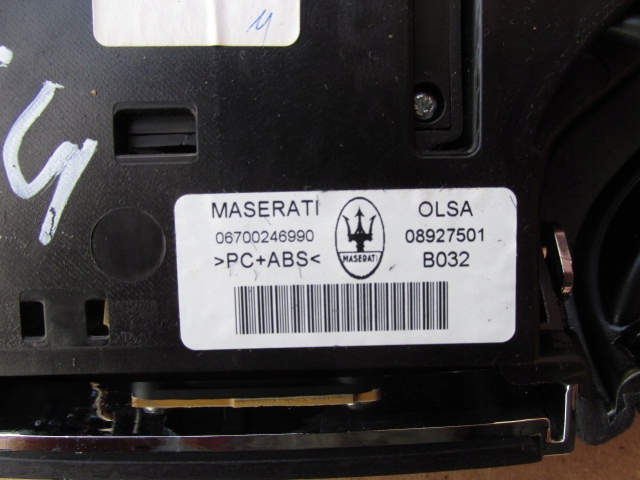 MASERATI OLSA
06700246990 08927501
>PC+ABS< B032
MASERATI